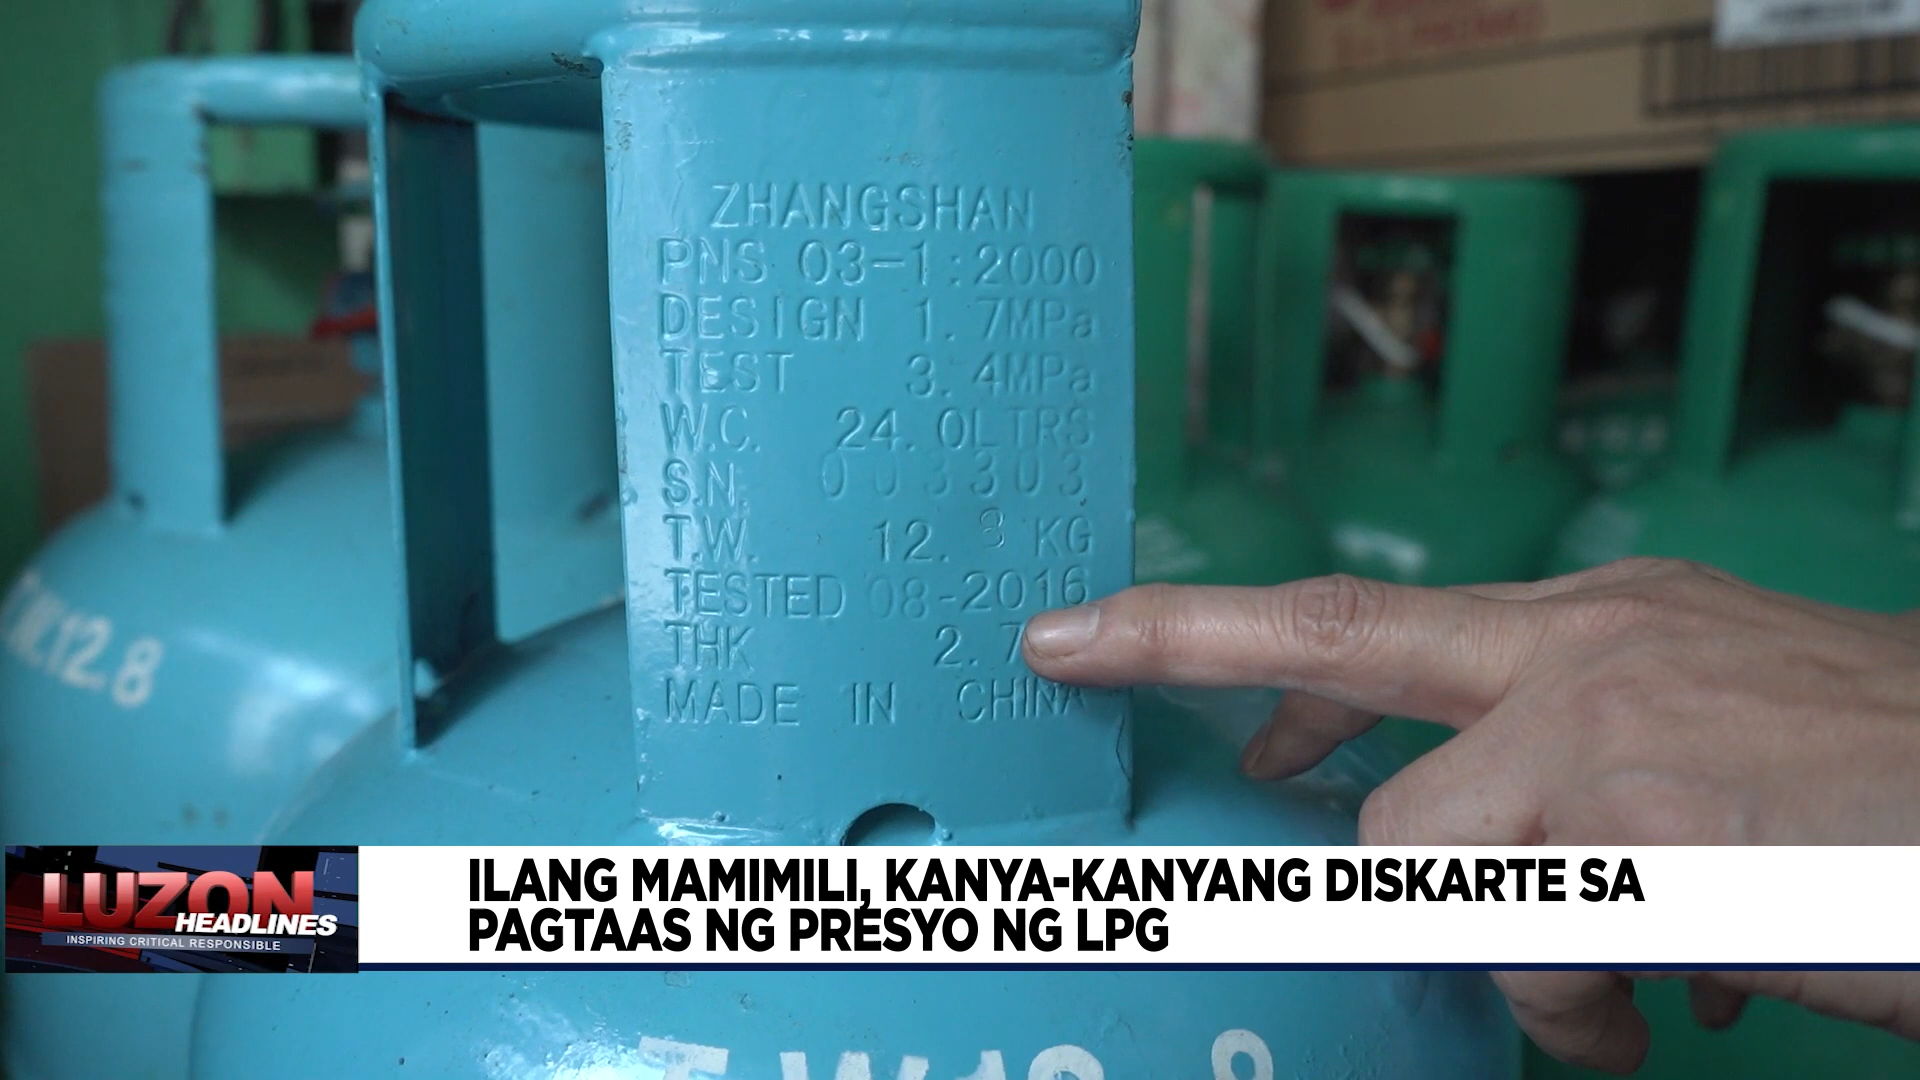 ZHANGSHAN
PNS 03-1:2000
DESIGN 1.7MPa
TEST 3.4MPa
W.C. 24.0LTRS
S.N. 003303
T.W. 12.8 KG
TESTED 08-2016
THK 2.7
MADE IN CHINA
12.8
LUZON
HEADLINES
INSPIRING CRITICAL RESPONSIBLE
ILANG MAMIMILI, KANYA-KANYANG DISKARTE SA
PAGTAAS NG PRESYO NG LPG
T.W.12.8